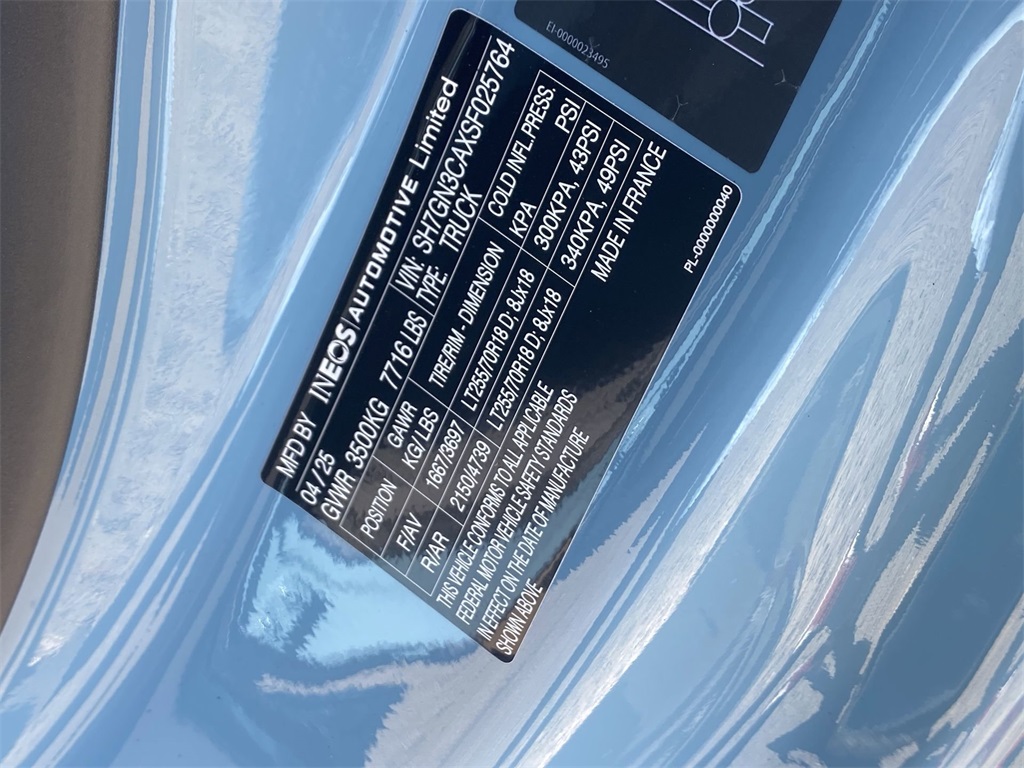 EI-0000023495
MFD BY INEOS | AUTOMOTIVE Limited
04 / 25 VIN: SH7GN3CAXSF025764
GVWR 3500KG 7716 LBS TYPE: TRUCK
POSITION GAWR KG/LBS TIRE/RIM - DIMENSION COLD INFL.PRESS. KPA PSI
F/AV 1667/3697 LT255/70R18 D; 8Jx18 300KPA, 43PSI
R/AR 2150/4739 LT255/70R18 D; 8Jx18 340KPA, 49PSI
THIS VEHICLE CONFORMS TO ALL APPLICABLE MADE IN FRANCE
FEDERAL MOTOR VEHICLE SAFETY STANDARDS
IN EFFECT ON THE DATE OF MANUFACTURE
SHOWN ABOVE
PL-0000000040